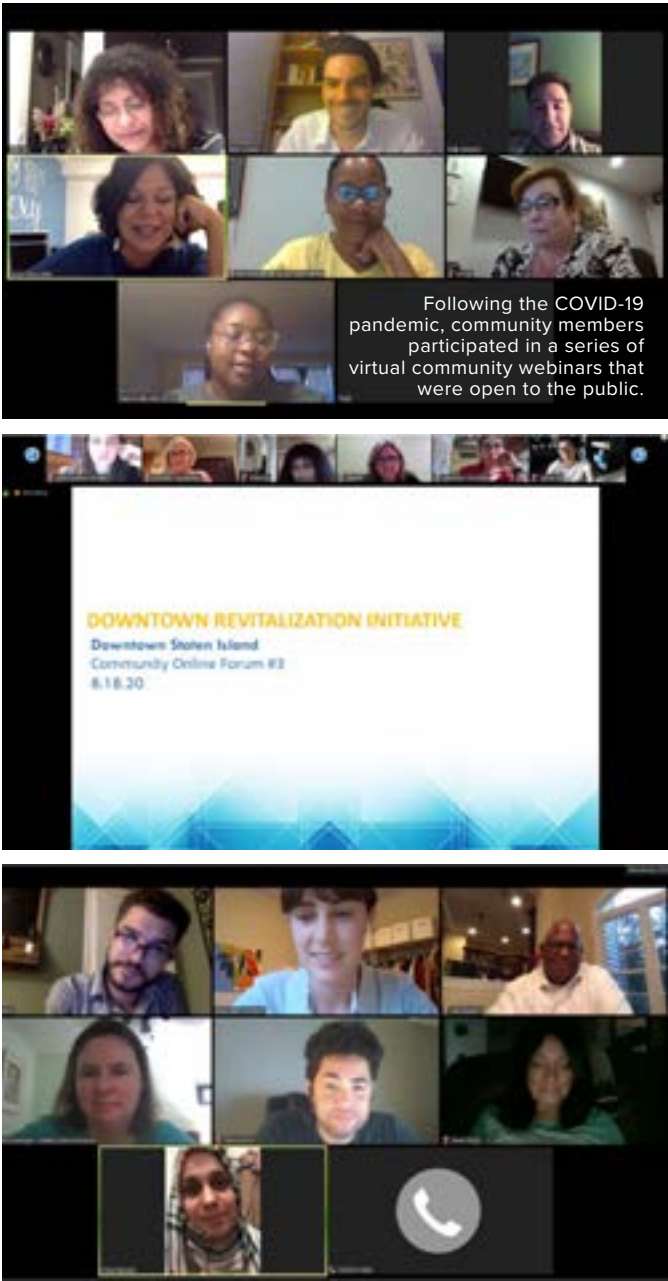 Following the COVID-19
pandemic, community members
participated in a series of
virtual community webinars that
were open to the public.
DOWNTOWN REVITALIZATION INITIATIVE
Downtown Staten Island
Community Online Forum #3
8.18.20